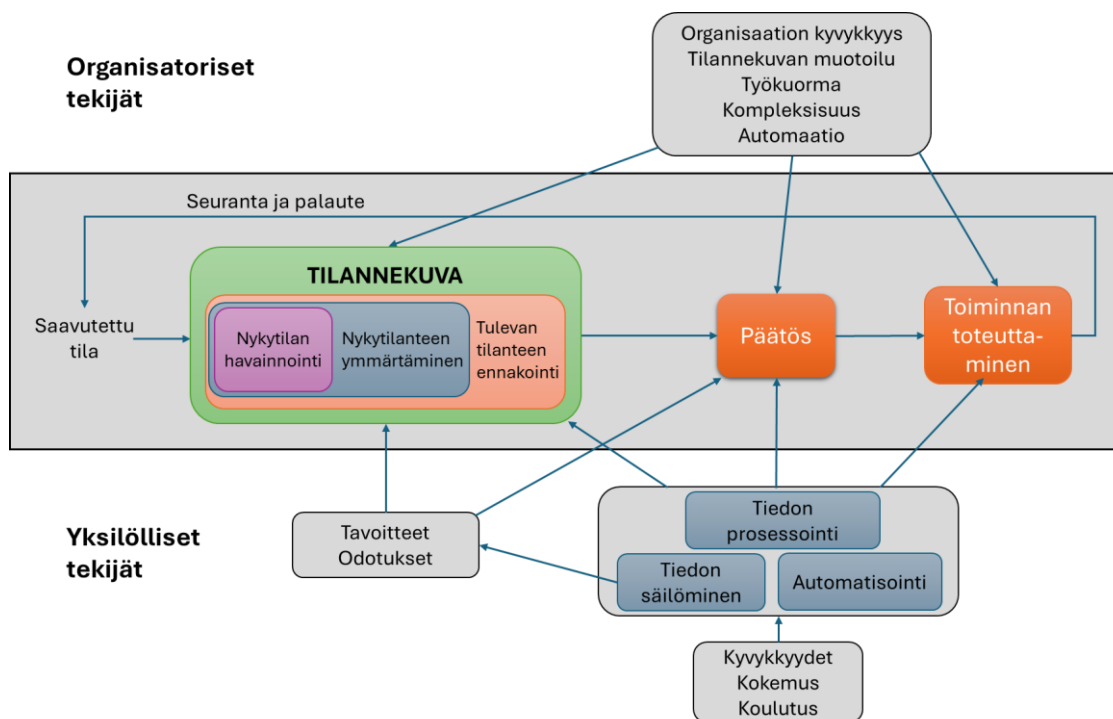 Organisatoriset
tekijät
Organisaation kyvykkyys
Tilannekuvan muotoilu
Työkuorma
Kompleksisuus
Automaatio
Seuranta ja palaute
Saavutettu
tila
TILANNEKUVA
Nykytilan
havainnointi
Nykytilanteen
ymmärtäminen
Tulevan
tilanteen
ennakointi
Päätös
Toiminnan
toteutta-
minen
Yksilölliset
tekijät
Tavoitteet
Odotukset
Tiedon
prosessointi
Tiedon
säilöminen
Automatisointi
Kyvykkyydet
Kokemus
Koulutus